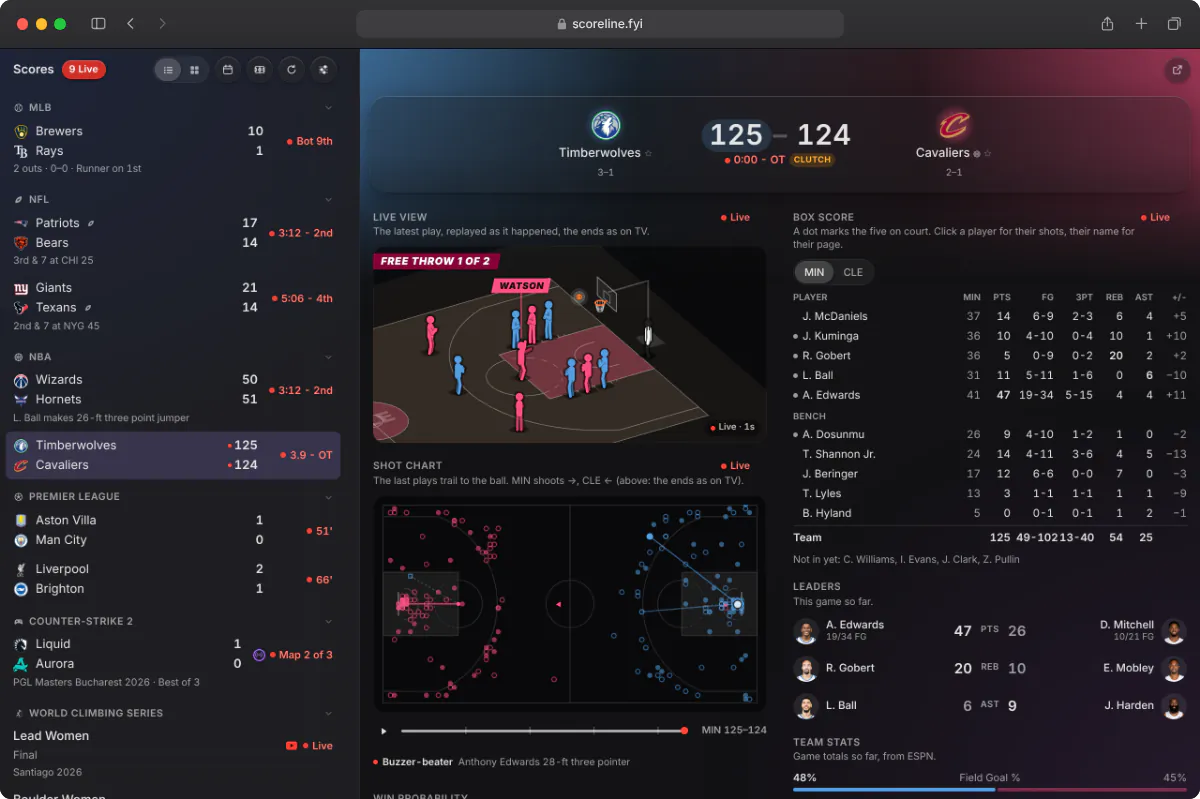 scoreline.fyi
Scores 9 Live
MLB
Brewers 10
Rays 1
Bot 9th
2 outs · 0–0 · Runner on 1st
NFL
Patriots 17
Bears 14
3:12 - 2nd
3rd & 7 at CHI 25
Giants 21
Texans 14
5:06 - 4th
2nd & 7 at NYG 45
NBA
Wizards 50
Hornets 51
3:12 - 2nd
L. Ball makes 26-ft three point jumper
Timberwolves 125
Cavaliers 124
3.9 - OT
PREMIER LEAGUE
Aston Villa 1
Man City 0
51'
Liverpool 2
Brighton 1
66'
COUNTER-STRIKE 2
Liquid 1
Aurora 0
Map 2 of 3
PGL Masters Bucharest 2026 · Best of 3
WORLD CLIMBING SERIES
Lead Women
Final
Live
Santiago 2026
Boulder Women
Timberwolves
3–1
125 – 124
0:00 - OT CLUTCH
Cavaliers
2–1
LIVE VIEW Live
The latest play, replayed as it happened, the ends as on TV.
FREE THROW 1 OF 2
WATSON
Live · 1s
SHOT CHART Live
The last plays trail to the ball. MIN shoots →, CLE ← (above: the ends as on TV).
MIN 125–124
Buzzer-beater Anthony Edwards 28-ft three pointer
WIN PROBABILITY
BOX SCORE Live
A dot marks the five on court. Click a player for their shots, their name for
their page.
MIN CLE
PLAYER MIN PTS FG 3PT REB AST +/-
J. McDaniels 37 14 6-9 2-3 6 4 +5
J. Kuminga 36 10 4-10 0-4 10 1 +10
R. Gobert 36 5 0-9 0-2 20 2 +2
L. Ball 31 11 5-11 1-6 0 6 −10
A. Edwards 41 47 19-34 5-15 4 4 +11
BENCH
A. Dosunmu 26 9 4-10 1-2 1 0 −2
T. Shannon Jr. 24 14 4-11 3-6 4 5 −13
J. Beringer 17 12 6-6 0-0 7 0 −3
T. Lyles 13 3 1-1 1-1 1 1 −9
B. Hyland 5 0 0-1 0-1 1 2 −1
Team 125 49-102 13-40 54 25
Not in yet: C. Williams, I. Evans, J. Clark, Z. Pullin
LEADERS
This game so far.
A. Edwards
19/34 FG
47 PTS 26
D. Mitchell
10/21 FG
R. Gobert 20 REB 10 E. Mobley
L. Ball 6 AST 9 J. Harden
TEAM STATS
Game totals so far, from ESPN.
48% Field Goal % 45%